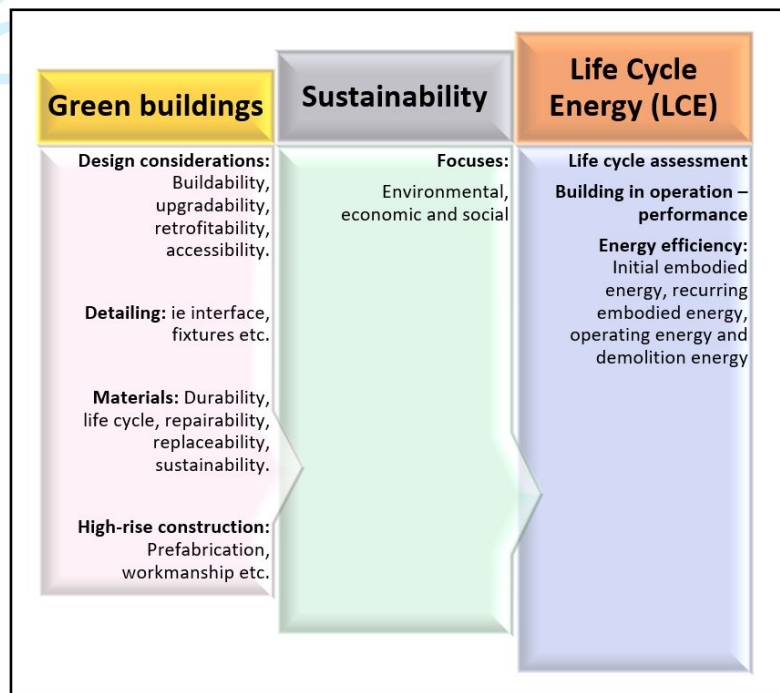 Green buildings
Design considerations:
Buildability,
upgradability,
retrofitability,
accessibility.
Detailing: ie interface,
fixtures etc.
Materials: Durability,
life cycle, repairability,
replaceability,
sustainability.
High-rise construction:
Prefabrication,
workmanship etc.
Sustainability
Focuses:
Environmental,
economic and social
Life Cycle
Energy (LCE)
Life cycle assessment
Building in operation –
performance
Energy efficiency:
Initial embodied
energy, recurring
embodied energy,
operating energy and
demolition energy